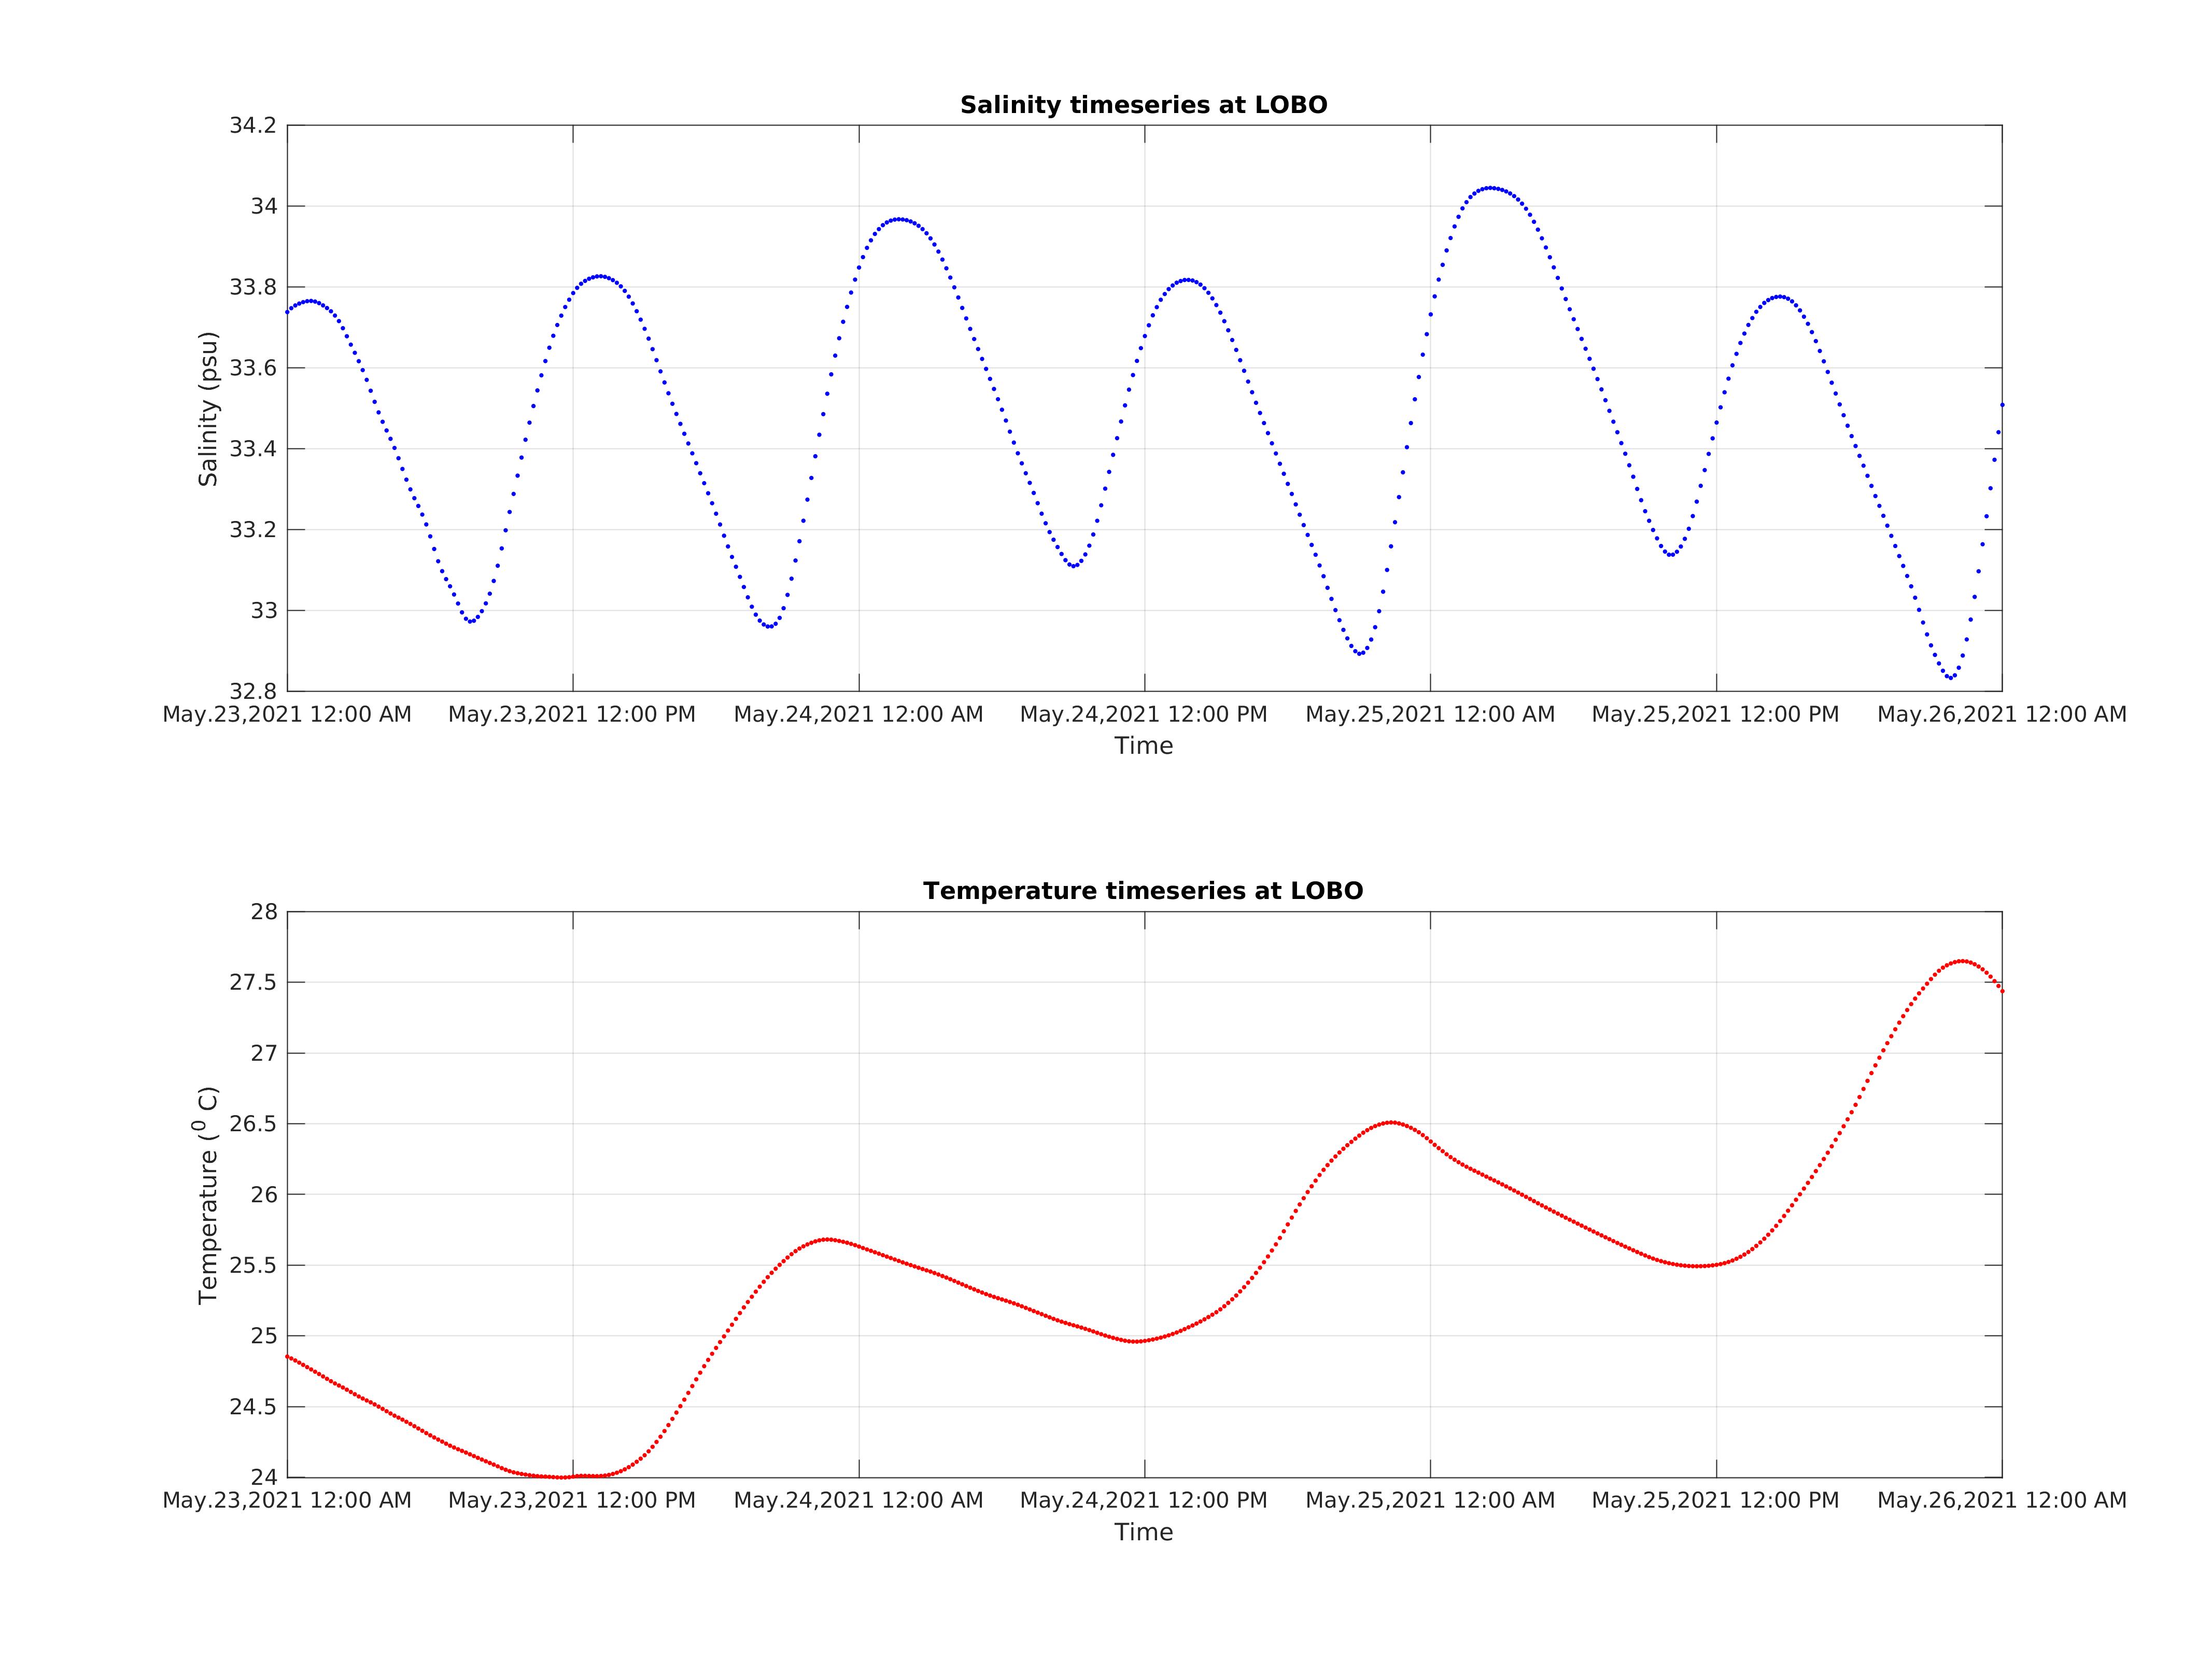 Salinity timeseries at LOBO
34.2
34
33.8
33.6
33.4
33.2
33
32.8
Salinity (psu)
May.23,2021 12:00 AM May.23,2021 12:00 PM May.24,2021 12:00 AM May.24,2021 12:00 PM May.25,2021 12:00 AM May.25,2021 12:00 PM May.26,2021 12:00 AM
Time
Temperature timeseries at LOBO
28
27.5
27
26.5
26
25.5
25
24.5
24
Temperature (⁰ C)
May.23,2021 12:00 AM May.23,2021 12:00 PM May.24,2021 12:00 AM May.24,2021 12:00 PM May.25,2021 12:00 AM May.25,2021 12:00 PM May.26,2021 12:00 AM
Time